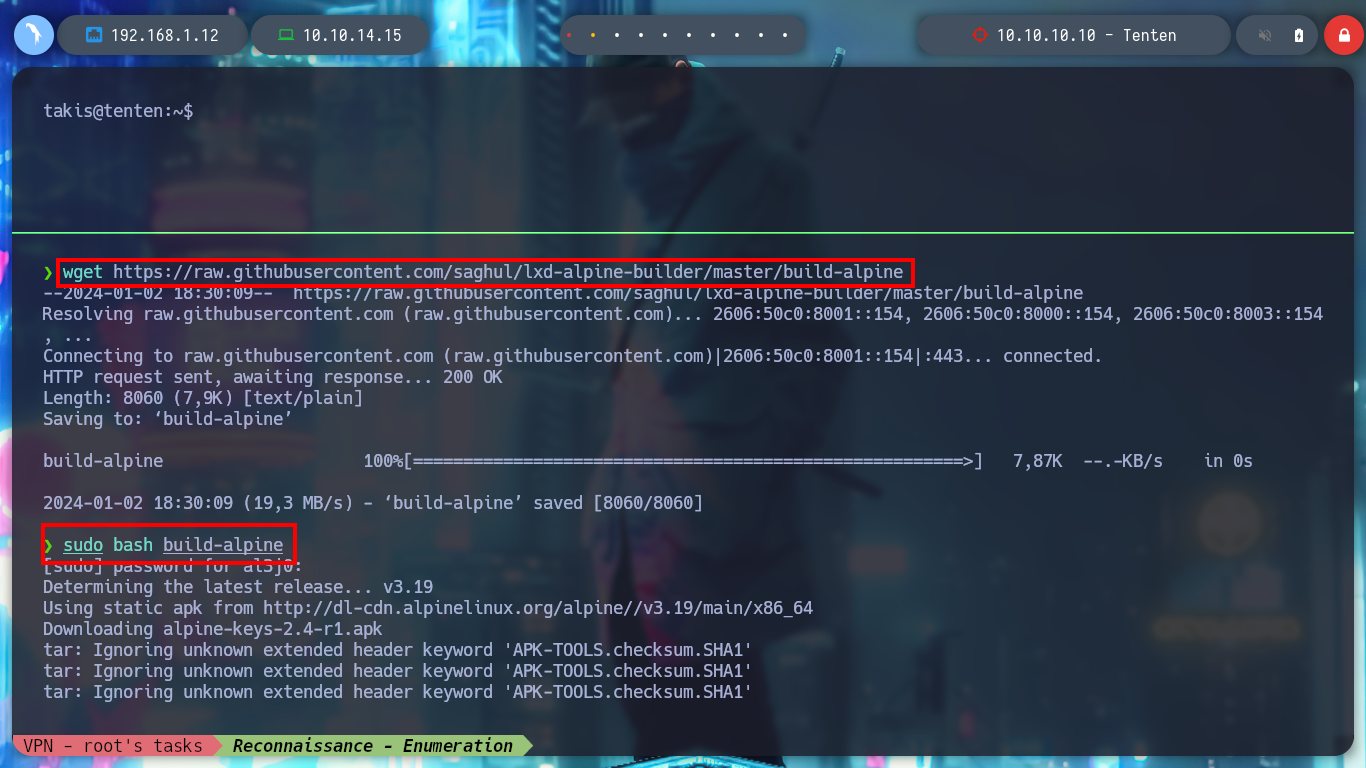 192.168.1.12
10.10.14.15
10.10.10.10 - Tenten
takis@tenten:~$
❯ wget https://raw.githubusercontent.com/saghul/lxd-alpine-builder/master/build-alpine
--2024-01-02 18:30:09--  https://raw.githubusercontent.com/saghul/lxd-alpine-builder/master/build-alpine
Resolving raw.githubusercontent.com (raw.githubusercontent.com)... 2606:50c0:8001::154, 2606:50c0:8000::154, 2606:50c0:8003::154
, ...
Connecting to raw.githubusercontent.com (raw.githubusercontent.com)|2606:50c0:8001::154|:443... connected.
HTTP request sent, awaiting response... 200 OK
Length: 8060 (7,9K) [text/plain]
Saving to: ‘build-alpine’
build-alpine 100%[=======================================================>] 7,87K --.-KB/s in 0s
2024-01-02 18:30:09 (19,3 MB/s) - ‘build-alpine’ saved [8060/8060]
❯ sudo bash build-alpine
[sudo] password for al3j0:
Determining the latest release... v3.19
Using static apk from http://dl-cdn.alpinelinux.org/alpine//v3.19/main/x86_64
Downloading alpine-keys-2.4-r1.apk
tar: Ignoring unknown extended header keyword 'APK-TOOLS.checksum.SHA1'
tar: Ignoring unknown extended header keyword 'APK-TOOLS.checksum.SHA1'
tar: Ignoring unknown extended header keyword 'APK-TOOLS.checksum.SHA1'
VPN - root's tasks Reconnaissance - Enumeration